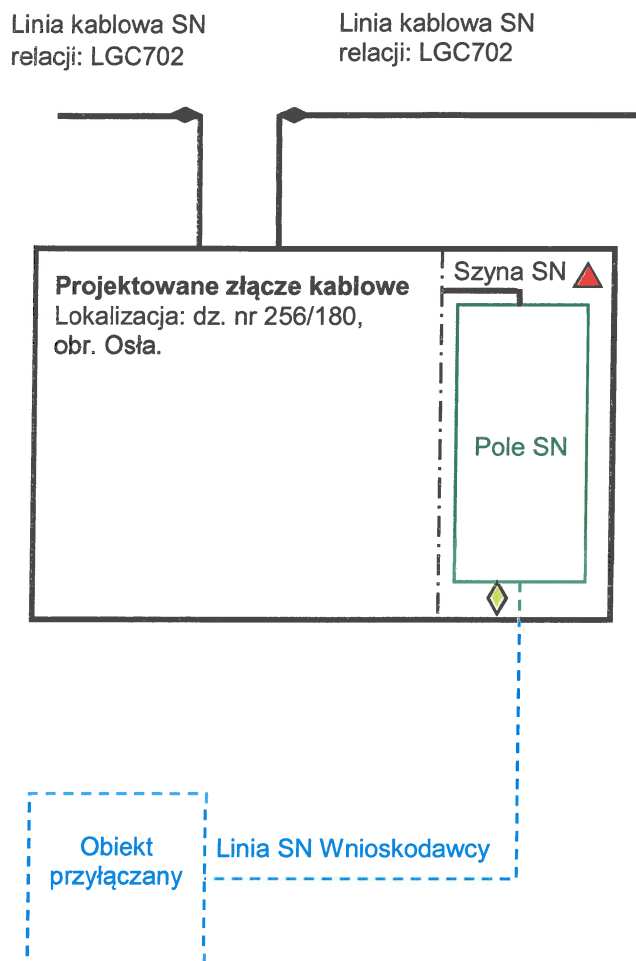 Linia kablowa SN
relacji: LGC702
Linia kablowa SN
relacji: LGC702
Projektowane złącze kablowe
Lokalizacja: dz. nr 256/180,
obr. Osła.
Szyna SN
Pole SN
Obiekt
przyłączany
Linia SN Wnioskodawcy